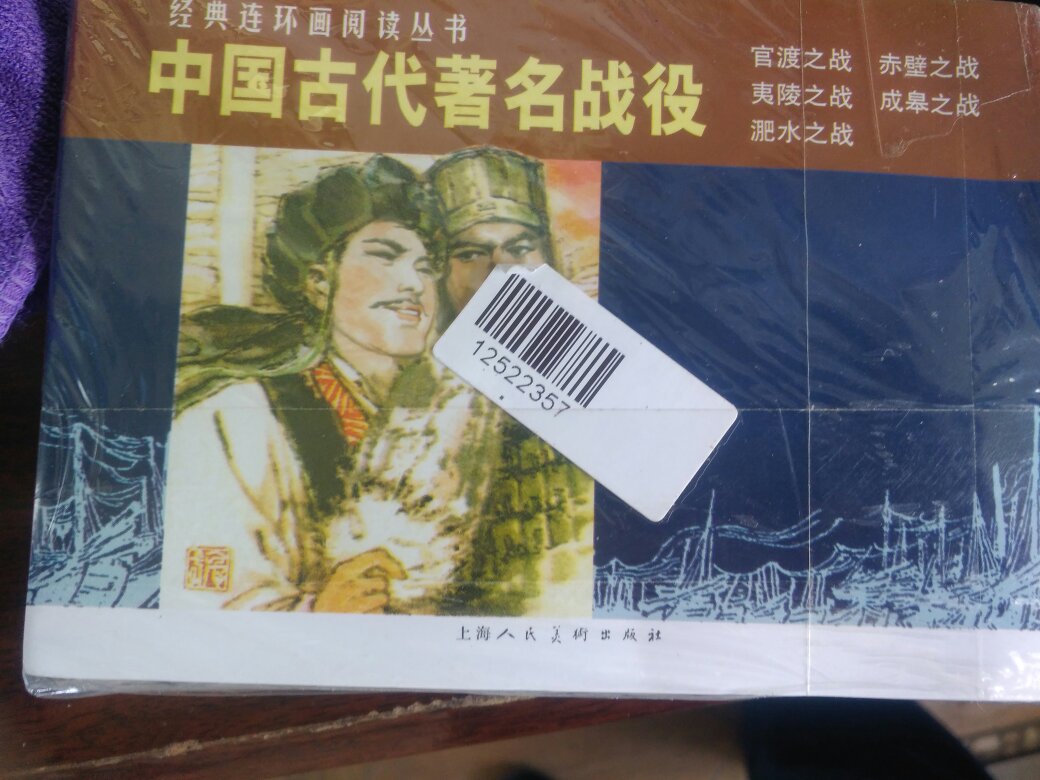 经典连环画阅读丛书
中国古代著名战役
官渡之战 赤壁之战
夷陵之战 成皋之战
淝水之战
12522357
上海人民美術出版社